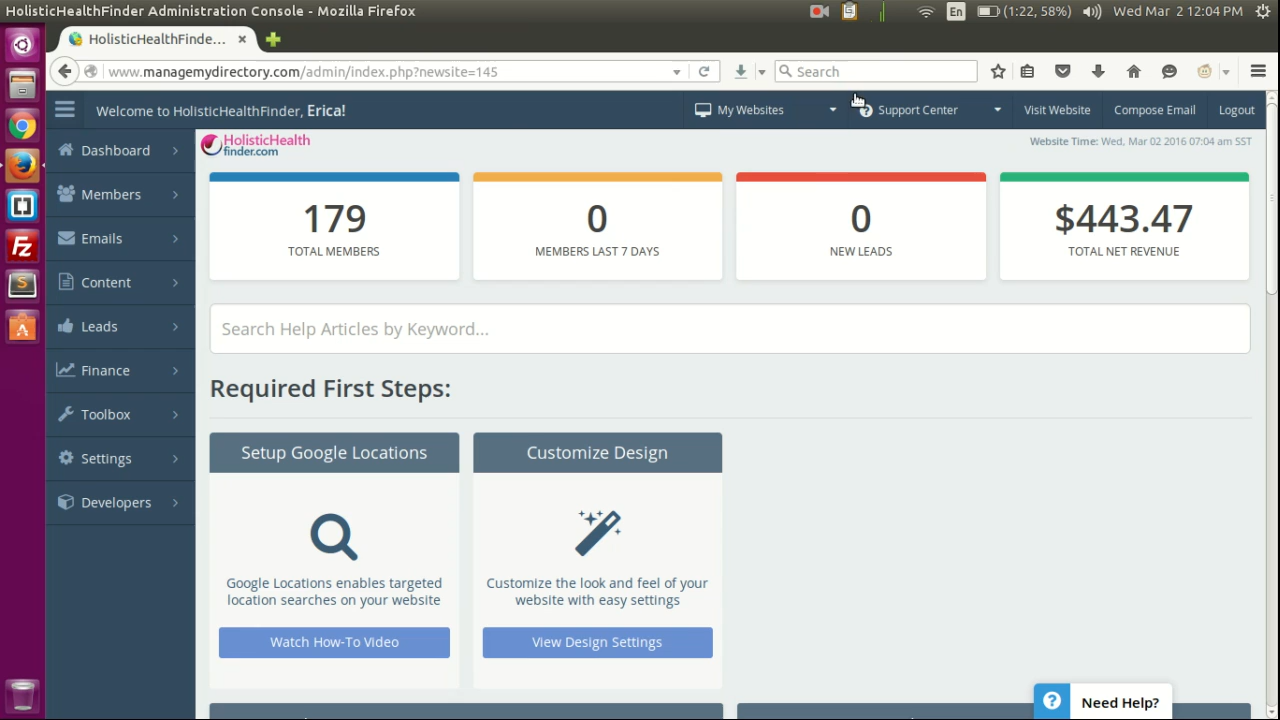 HolisticHealthFinder Administration Console - Mozilla Firefox
En
(1:22, 58%)
Wed Mar 2 12:04 PM
HolisticHealthFinde...
www.managemydirectory.com/admin/index.php?newsite=145
Search
Welcome to HolisticHealthFinder, Erica!
My Websites
Support Center
Visit Website
Compose Email
Logout
Dashboard
Members
Emails
Content
Leads
Finance
Toolbox
Settings
Developers
HolisticHealth
finder.com
Website Time: Wed, Mar 02 2016 07:04 am SST
179
TOTAL MEMBERS
0
MEMBERS LAST 7 DAYS
0
NEW LEADS
$443.47
TOTAL NET REVENUE
Search Help Articles by Keyword...
Required First Steps:
Setup Google Locations
Google Locations enables targeted
location searches on your website
Watch How-To Video
Customize Design
Customize the look and feel of your
website with easy settings
View Design Settings
Need Help?